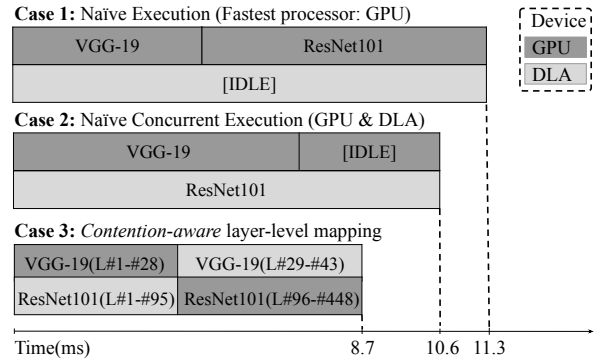 Case 1: Naïve Execution (Fastest processor: GPU)
VGG-19 ResNet101
[IDLE]
Device
GPU
DLA
Case 2: Naïve Concurrent Execution (GPU & DLA)
VGG-19 [IDLE]
ResNet101
Case 3: Contention-aware layer-level mapping
VGG-19(L#1-#28) VGG-19(L#29-#43)
ResNet101(L#1-#95) ResNet101(L#96-#448)
Time(ms) 8.7 10.6 11.3